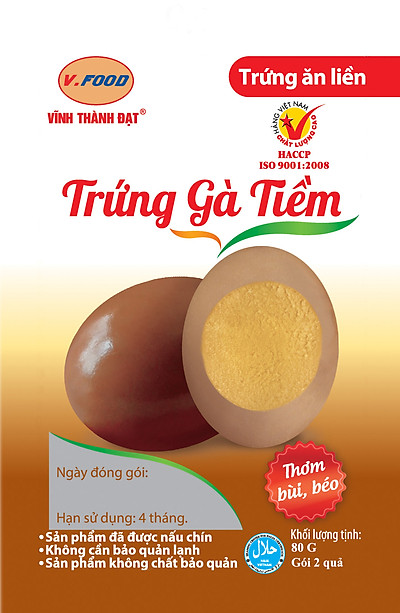 V.FOOD
VĨNH THÀNH ĐẠT®
Trứng ăn liền
HÀNG VIỆT NAM
CHẤT LƯỢNG CAO
HACCP
ISO 9001:2008
Trứng Gà Tiềm
Ngày đóng gói:
Hạn sử dụng: 4 tháng.
Thơm
bùi, béo
•Sản phẩm đã được nấu chín
•Không cần bảo quản lạnh
•Sản phẩm không chất bảo quản
حلال
Khối lượng tịnh:
80 G
Gói 2 quả